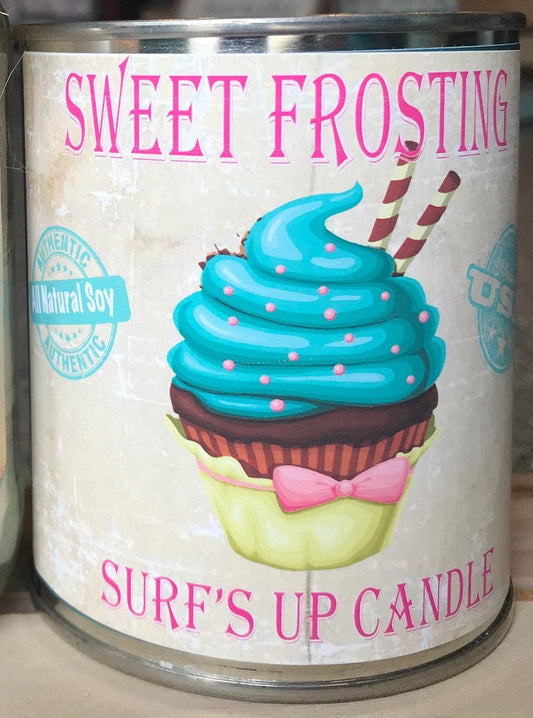 SWEET FROSTING
AUTHENTIC
All Natural Soy
AUTHENTIC
SURF'S UP CANDLE